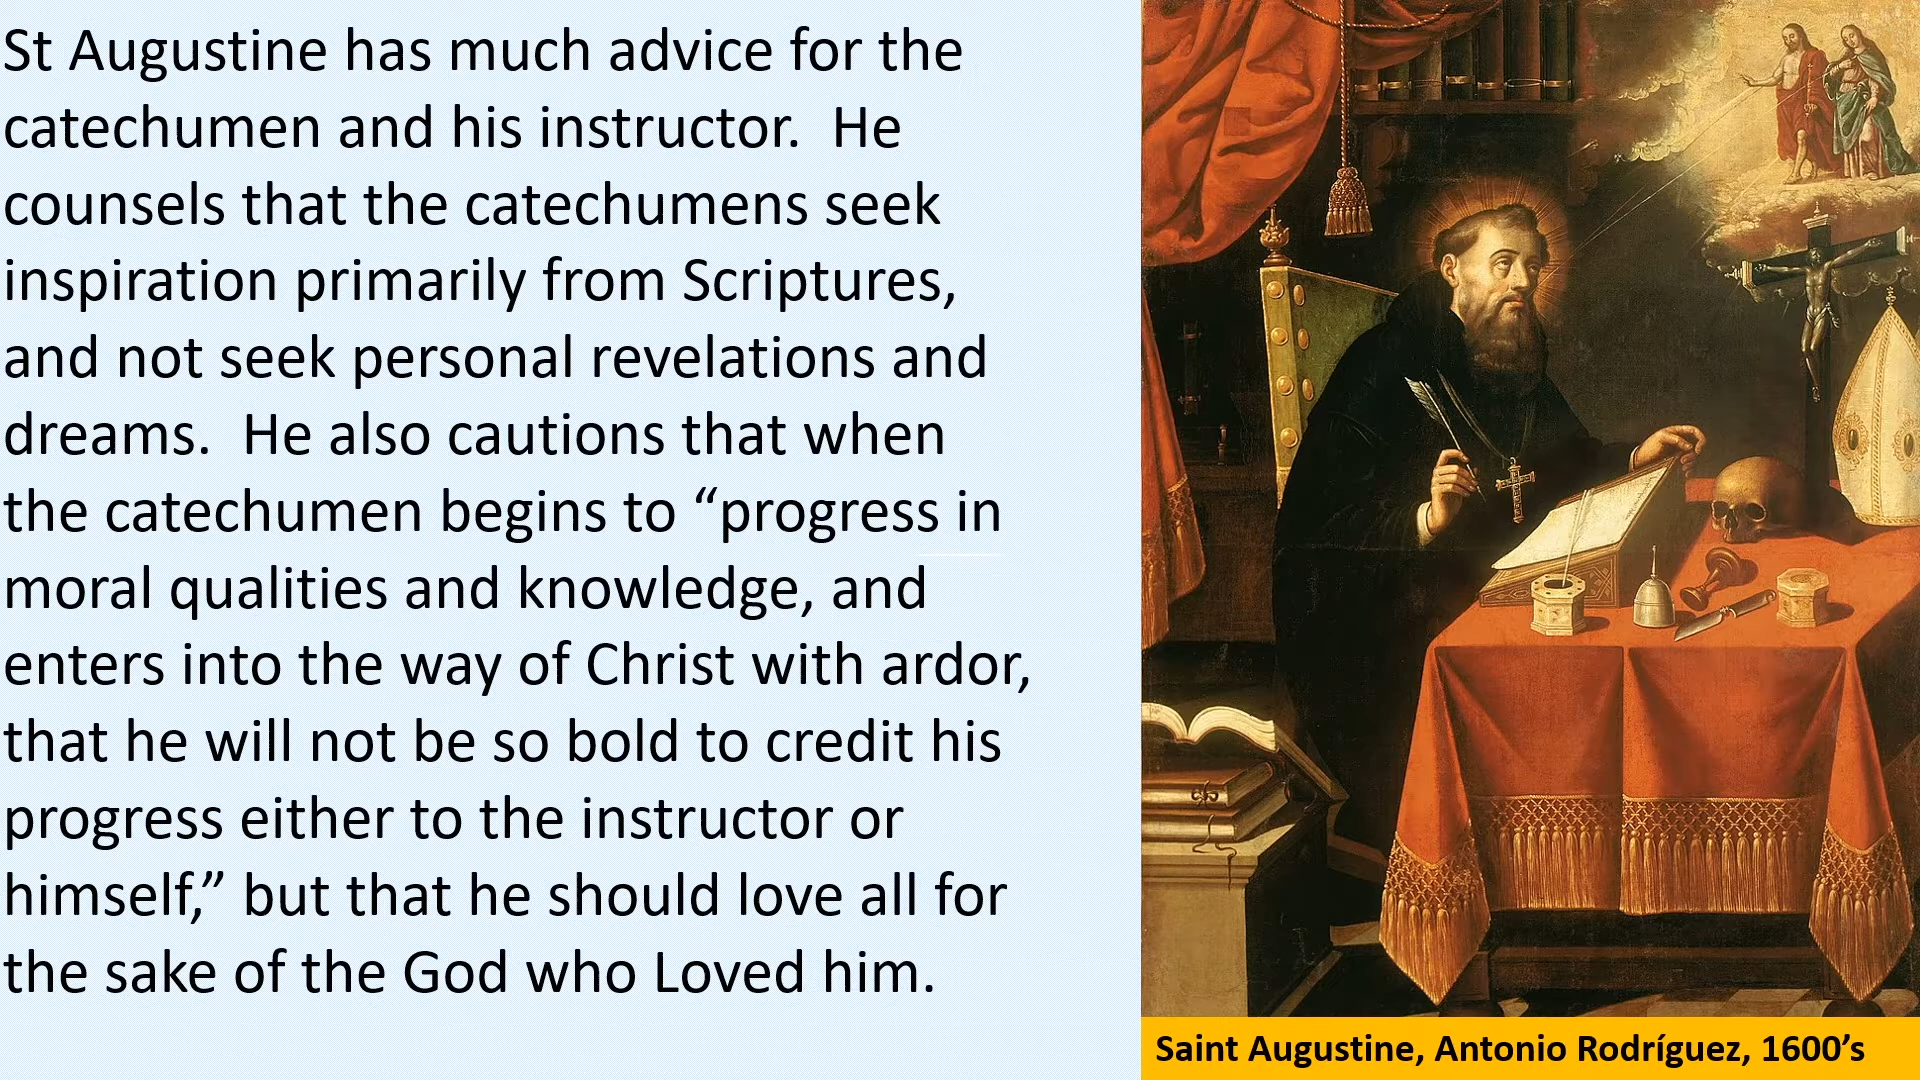 St Augustine has much advice for the
catechumen and his instructor.  He
counsels that the catechumens seek
inspiration primarily from Scriptures,
and not seek personal revelations and
dreams.  He also cautions that when
the catechumen begins to “progress in
moral qualities and knowledge, and
enters into the way of Christ with ardor,
that he will not be so bold to credit his
progress either to the instructor or
himself,” but that he should love all for
the sake of the God who Loved him.
Saint Augustine, Antonio Rodríguez, 1600’s